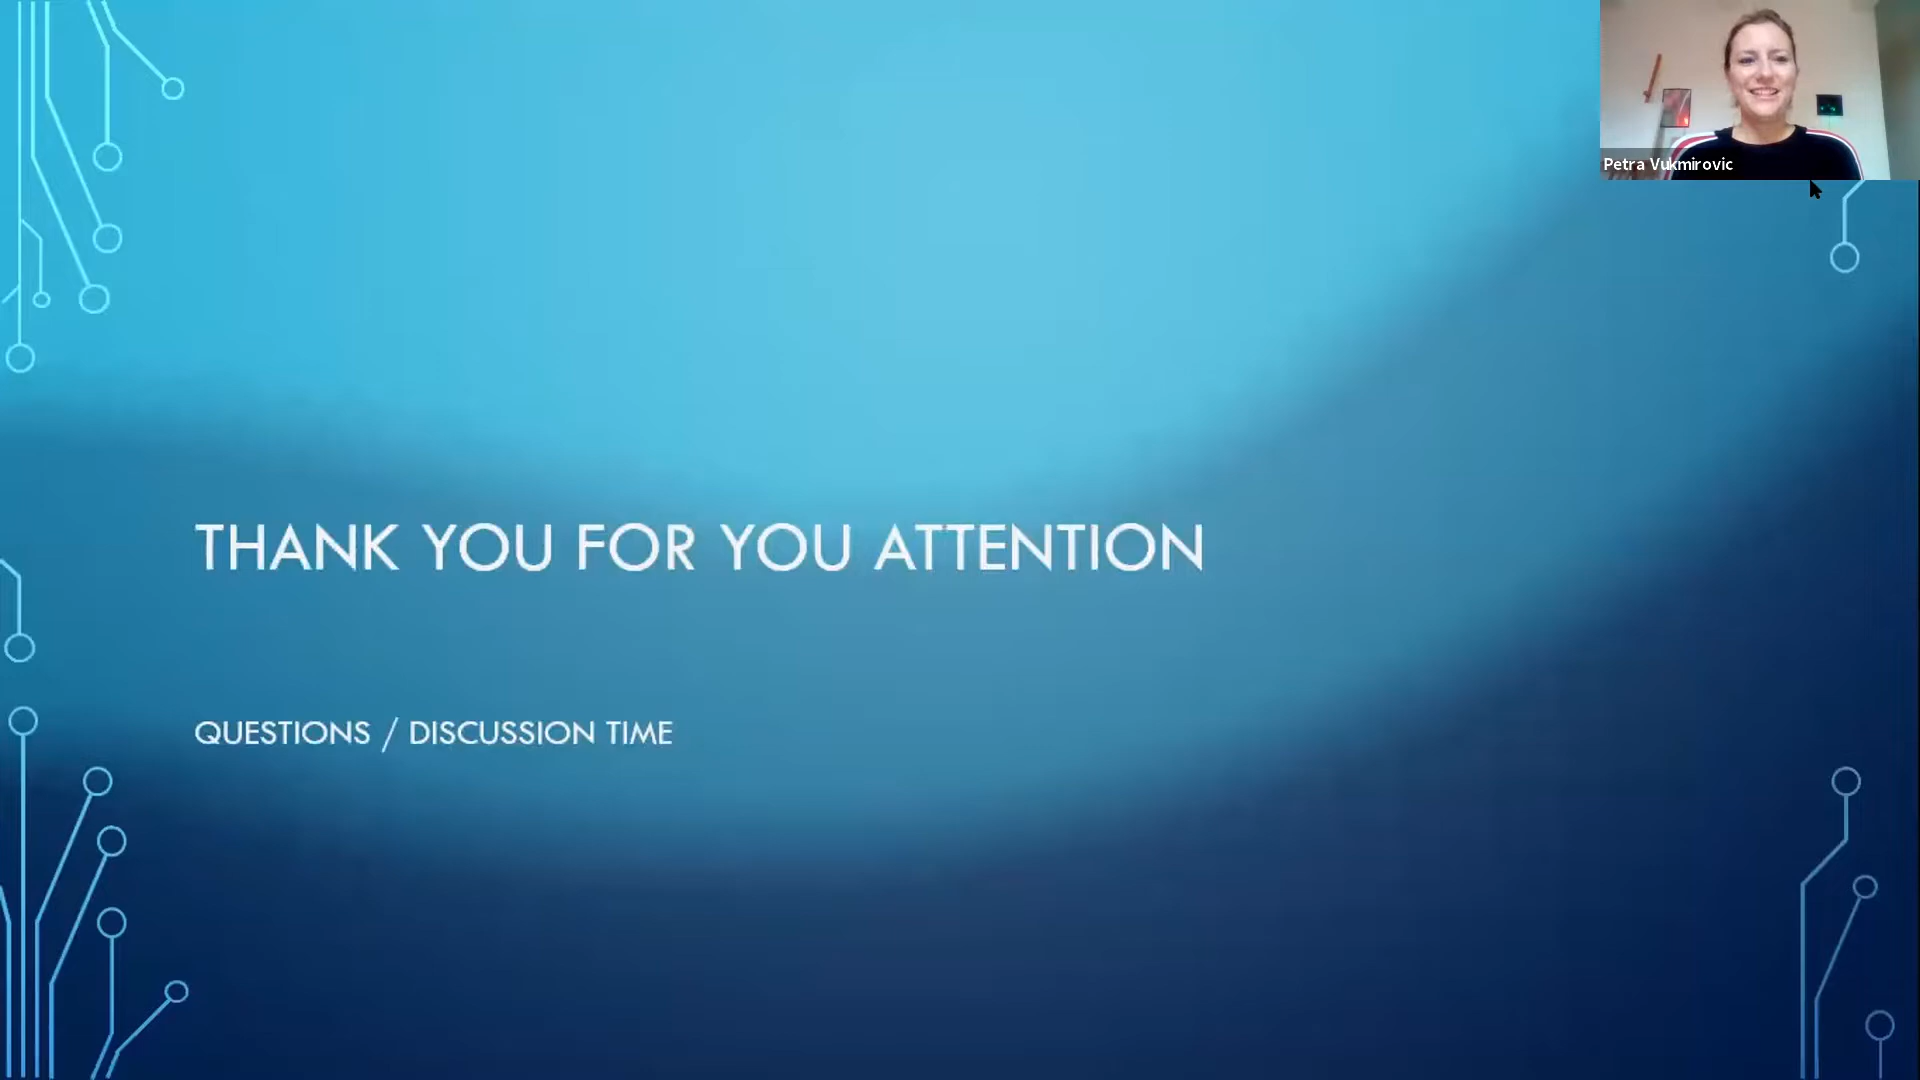 Petra Vukmirovic
THANK YOU FOR YOU ATTENTION
QUESTIONS / DISCUSSION TIME